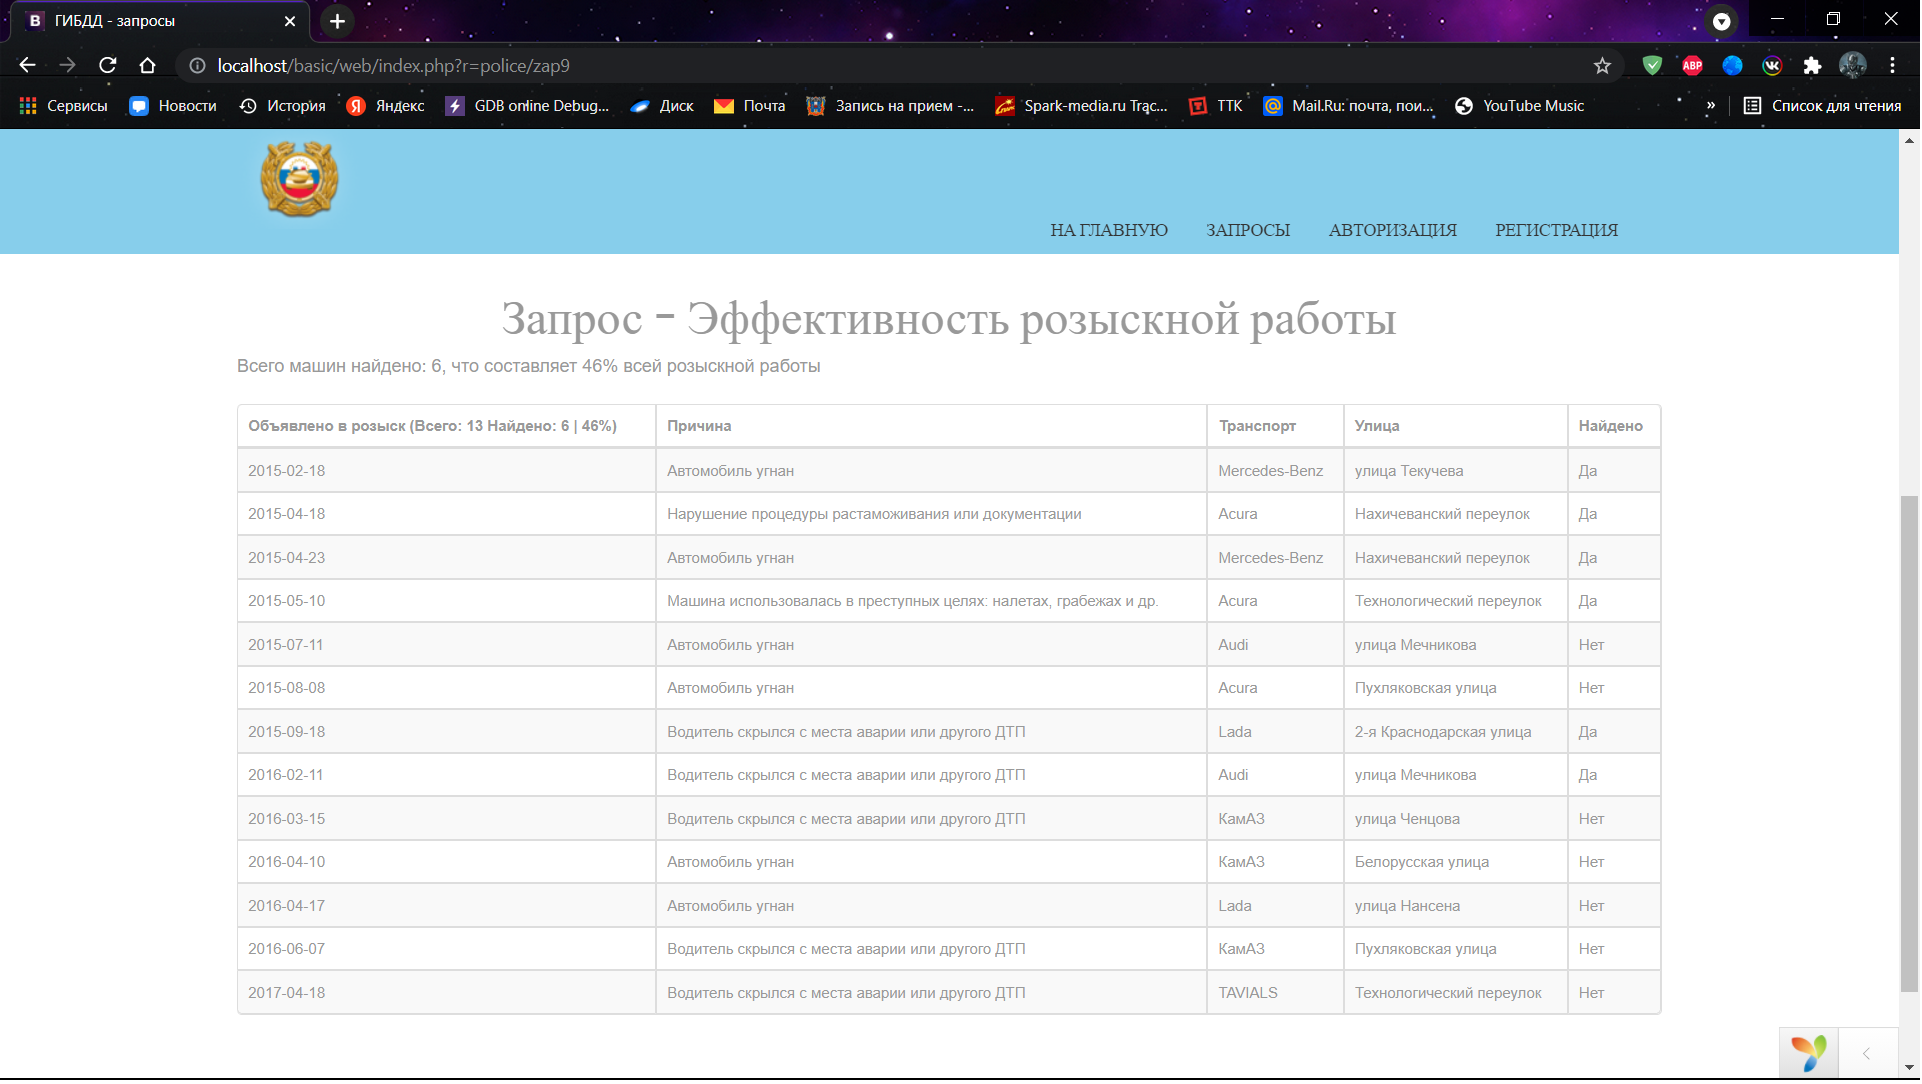 ГИБДД - запросы
localhost/basic/web/index.php?r=police/zap9
ABP
Сервисы Новости История Яндекс GDB online Debug... Диск Почта Запись на прием -... Spark-media.ru Трас... ТТК Mail.Ru: почта, пои... YouTube Music » Список для чтения
НА ГЛАВНУЮ ЗАПРОСЫ АВТОРИЗАЦИЯ РЕГИСТРАЦИЯ
Запрос - Эффективность розыскной работы
Всего машин найдено: 6, что составляет 46% всей розыскной работы
Объявлено в розыск (Всего: 13 Найдено: 6 | 46%) Причина Транспорт Улица Найдено
2015-02-18 Автомобиль угнан Mercedes-Benz улица Текучева Да
2015-04-18 Нарушение процедуры растаможивания или документации Acura Нахичеванский переулок Да
2015-04-23 Автомобиль угнан Mercedes-Benz Нахичеванский переулок Да
2015-05-10 Машина использовалась в преступных целях: налетах, грабежах и др. Acura Технологический переулок Да
2015-07-11 Автомобиль угнан Audi улица Мечникова Нет
2015-08-08 Автомобиль угнан Acura Пухляковская улица Нет
2015-09-18 Водитель скрылся с места аварии или другого ДТП Lada 2-я Краснодарская улица Да
2016-02-11 Водитель скрылся с места аварии или другого ДТП Audi улица Мечникова Да
2016-03-15 Водитель скрылся с места аварии или другого ДТП КамАЗ улица Ченцова Нет
2016-04-10 Автомобиль угнан КамАЗ Белорусская улица Нет
2016-04-17 Автомобиль угнан Lada улица Нансена Нет
2016-06-07 Водитель скрылся с места аварии или другого ДТП КамАЗ Пухляковская улица Нет
2017-04-18 Водитель скрылся с места аварии или другого ДТП TAVIALS Технологический переулок Нет